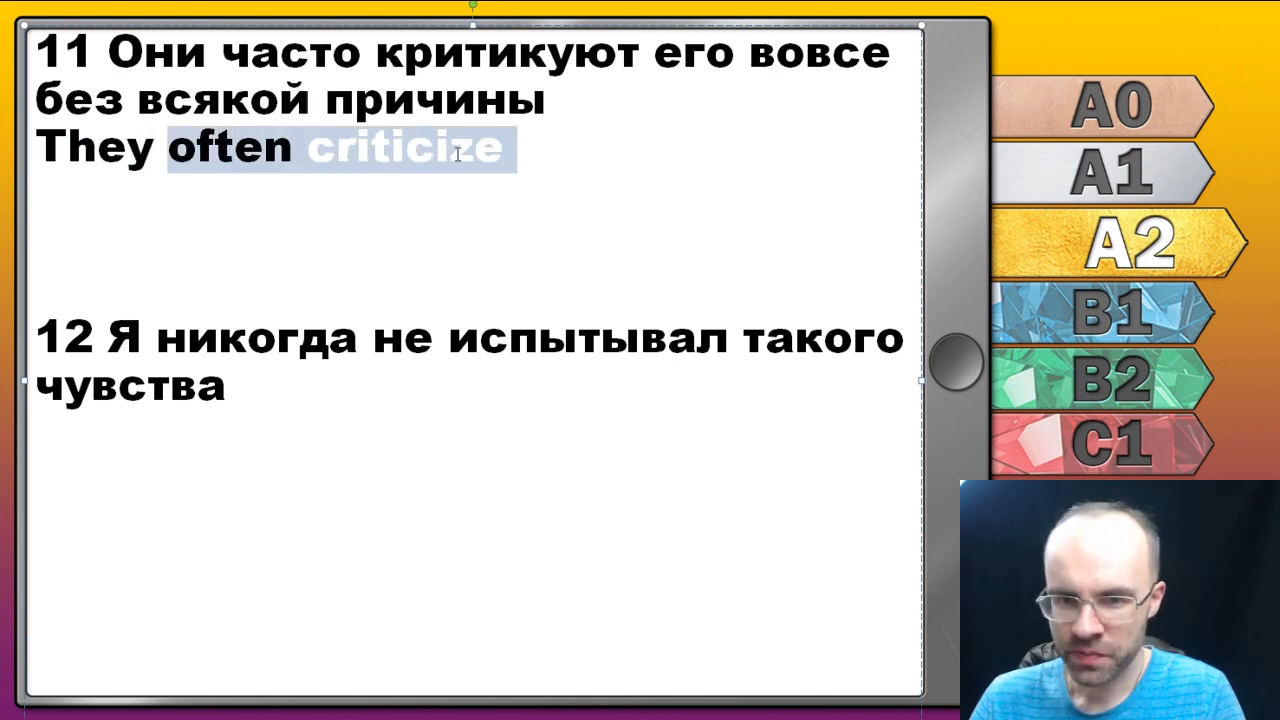 11 Они часто критикуют его вовсе
без всякой причины
They often criticize
12 Я никогда не испытывал такого
чувства
A0
A1
A2
B1
B2
C1